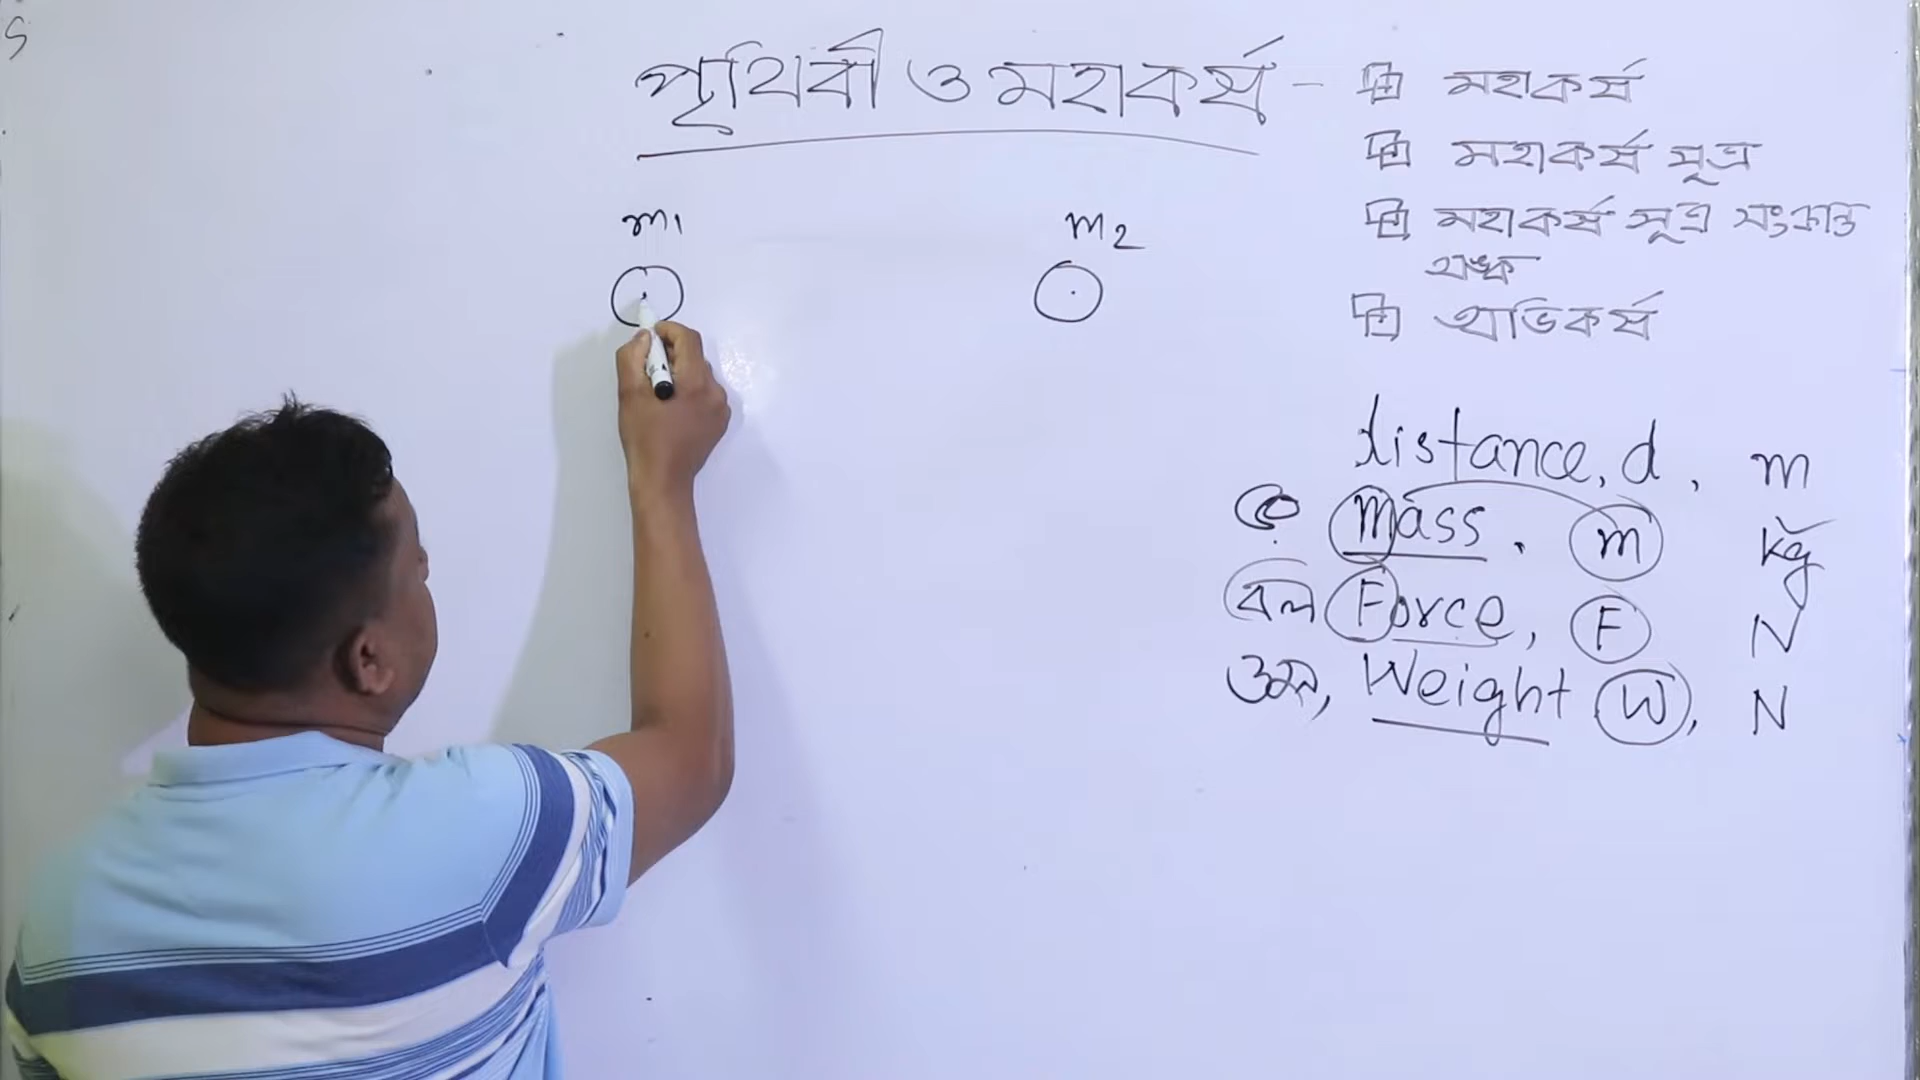 পৃথিবী ও মহাকর্ষ -
মহাকর্ষ
মহাকর্ষ সূত্র
মহাকর্ষ সূত্র সংক্রান্ত
অঙ্ক
অভিকর্ষ
m1
m2
distance, d, m
mass. m kg
বল Force, F N
ওজন, Weight W, N